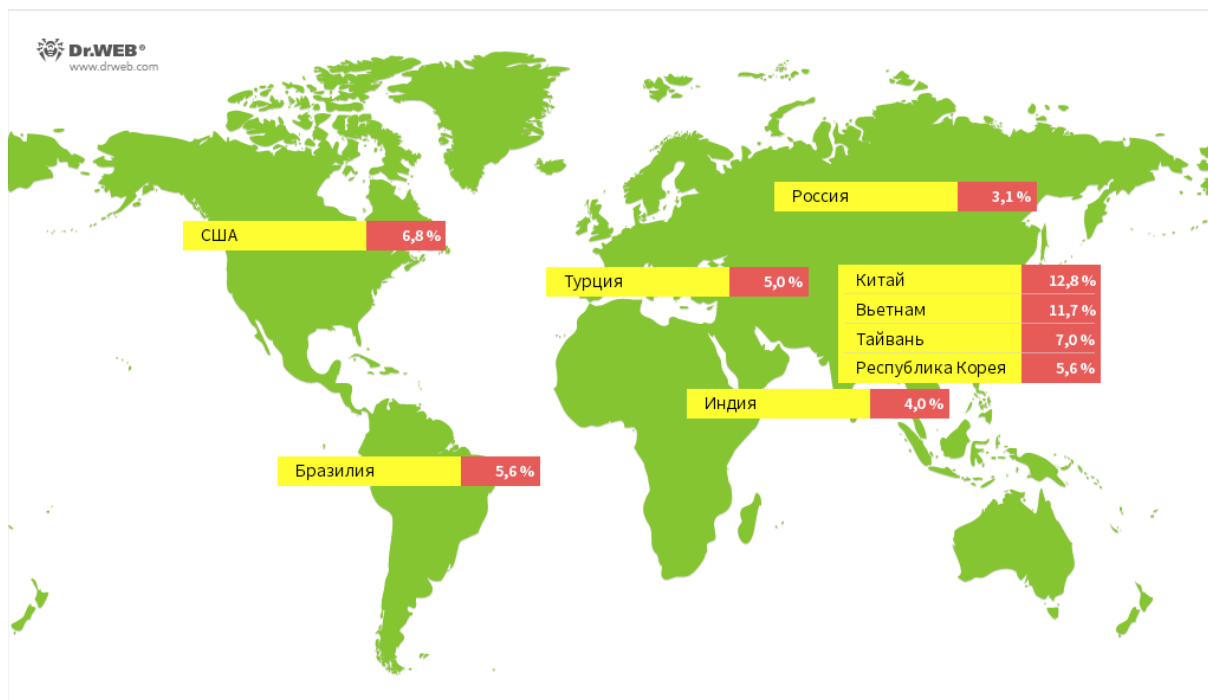 Dr.WEB®
www.drweb.com
Россия 3,1 %
США 6,8 %
Турция 5,0 %
Китай 12,8 %
Вьетнам 11,7 %
Тайвань 7,0 %
Республика Корея 5,6 %
Индия 4,0 %
Бразилия 5,6 %